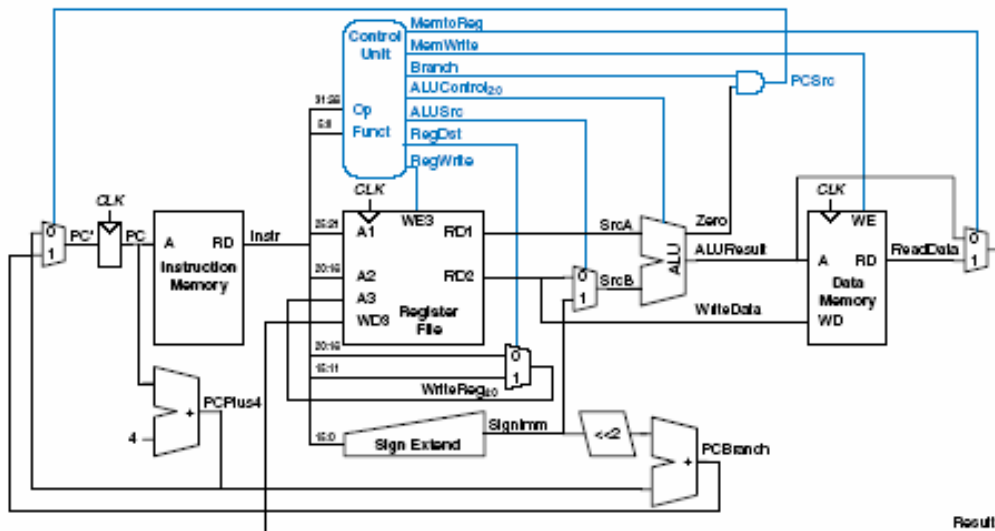 MemtoReg
Control
Unit
MemWrite
Branch
PCSrc
ALUControl2:0
31:26
Op
ALUSrc
5:0
Funct
RegDst
RegWrite
CLK
CLK
CLK
WE3
WE
25:21
SrcA
Zero
0
1
PC'
PC
A
RD
Instr
A1
RD1
Instruction
Memory
ALU
ALUResult
ReadData
0
1
20:16
A2
RD2
0
1
SrcB
A
RD
Data
Memory
A3
Register
File
WD3
WriteData
WD
20:16
0
1
15:11
WriteReg4:0
PCPlus4
+
4
SignImm
15:0
Sign Extend
<<2
+
PCBranch
Result